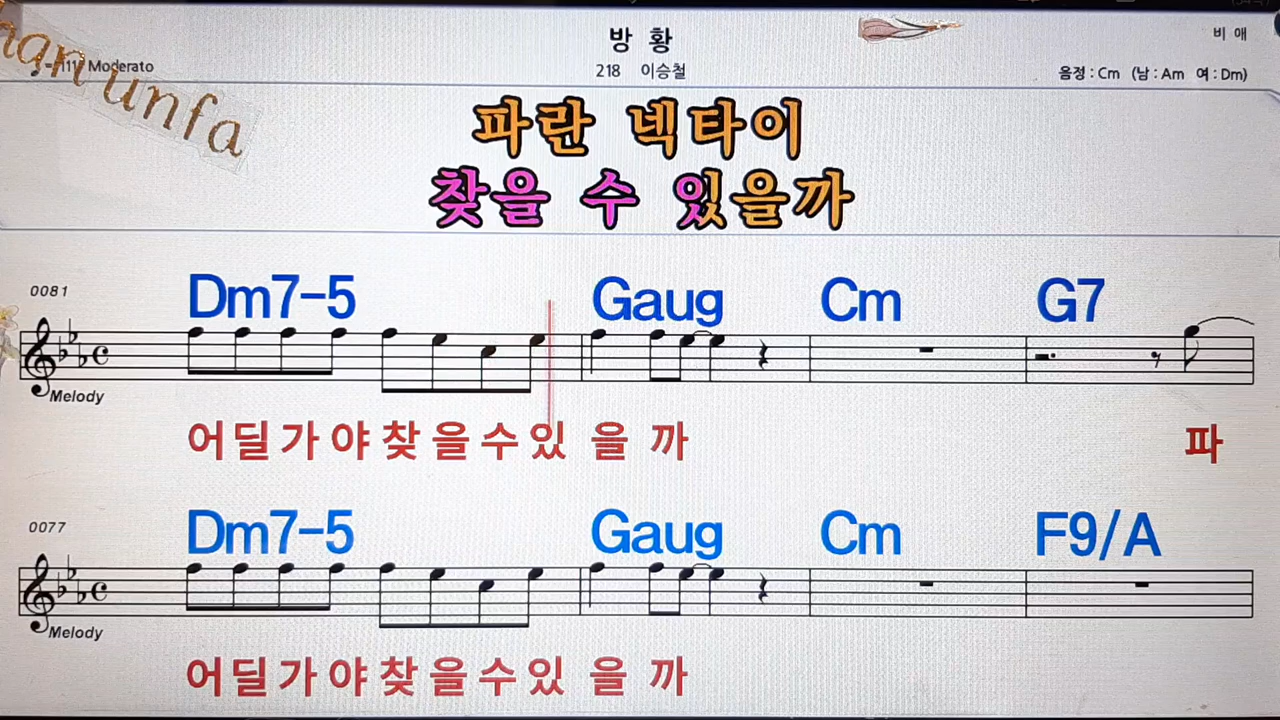 방 황
비 애
han unfa
Moderato
218 이승철
음정 : Cm (남 : Am 여 : Dm)
파란 넥타이
찾을 수 있을까
0081
Dm7-5 Gaug Cm G7
Melody
어딜가야찾을수있 을 까 파
0077
Dm7-5 Gaug Cm F9/A
Melody
어딜가야찾을수있 을 까